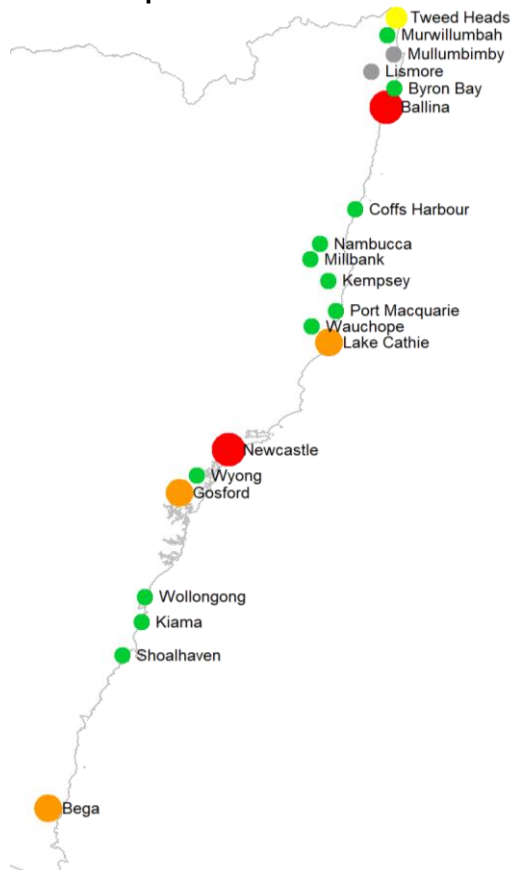 Tweed Heads
Murwillumbah
Mullumbimby
Lismore
Byron Bay
Ballina
Coffs Harbour
Nambucca
Millbank
Kempsey
Port Macquarie
Wauchope
Lake Cathie
Newcastle
Wyong
Gosford
Wollongong
Kiama
Shoalhaven
Bega